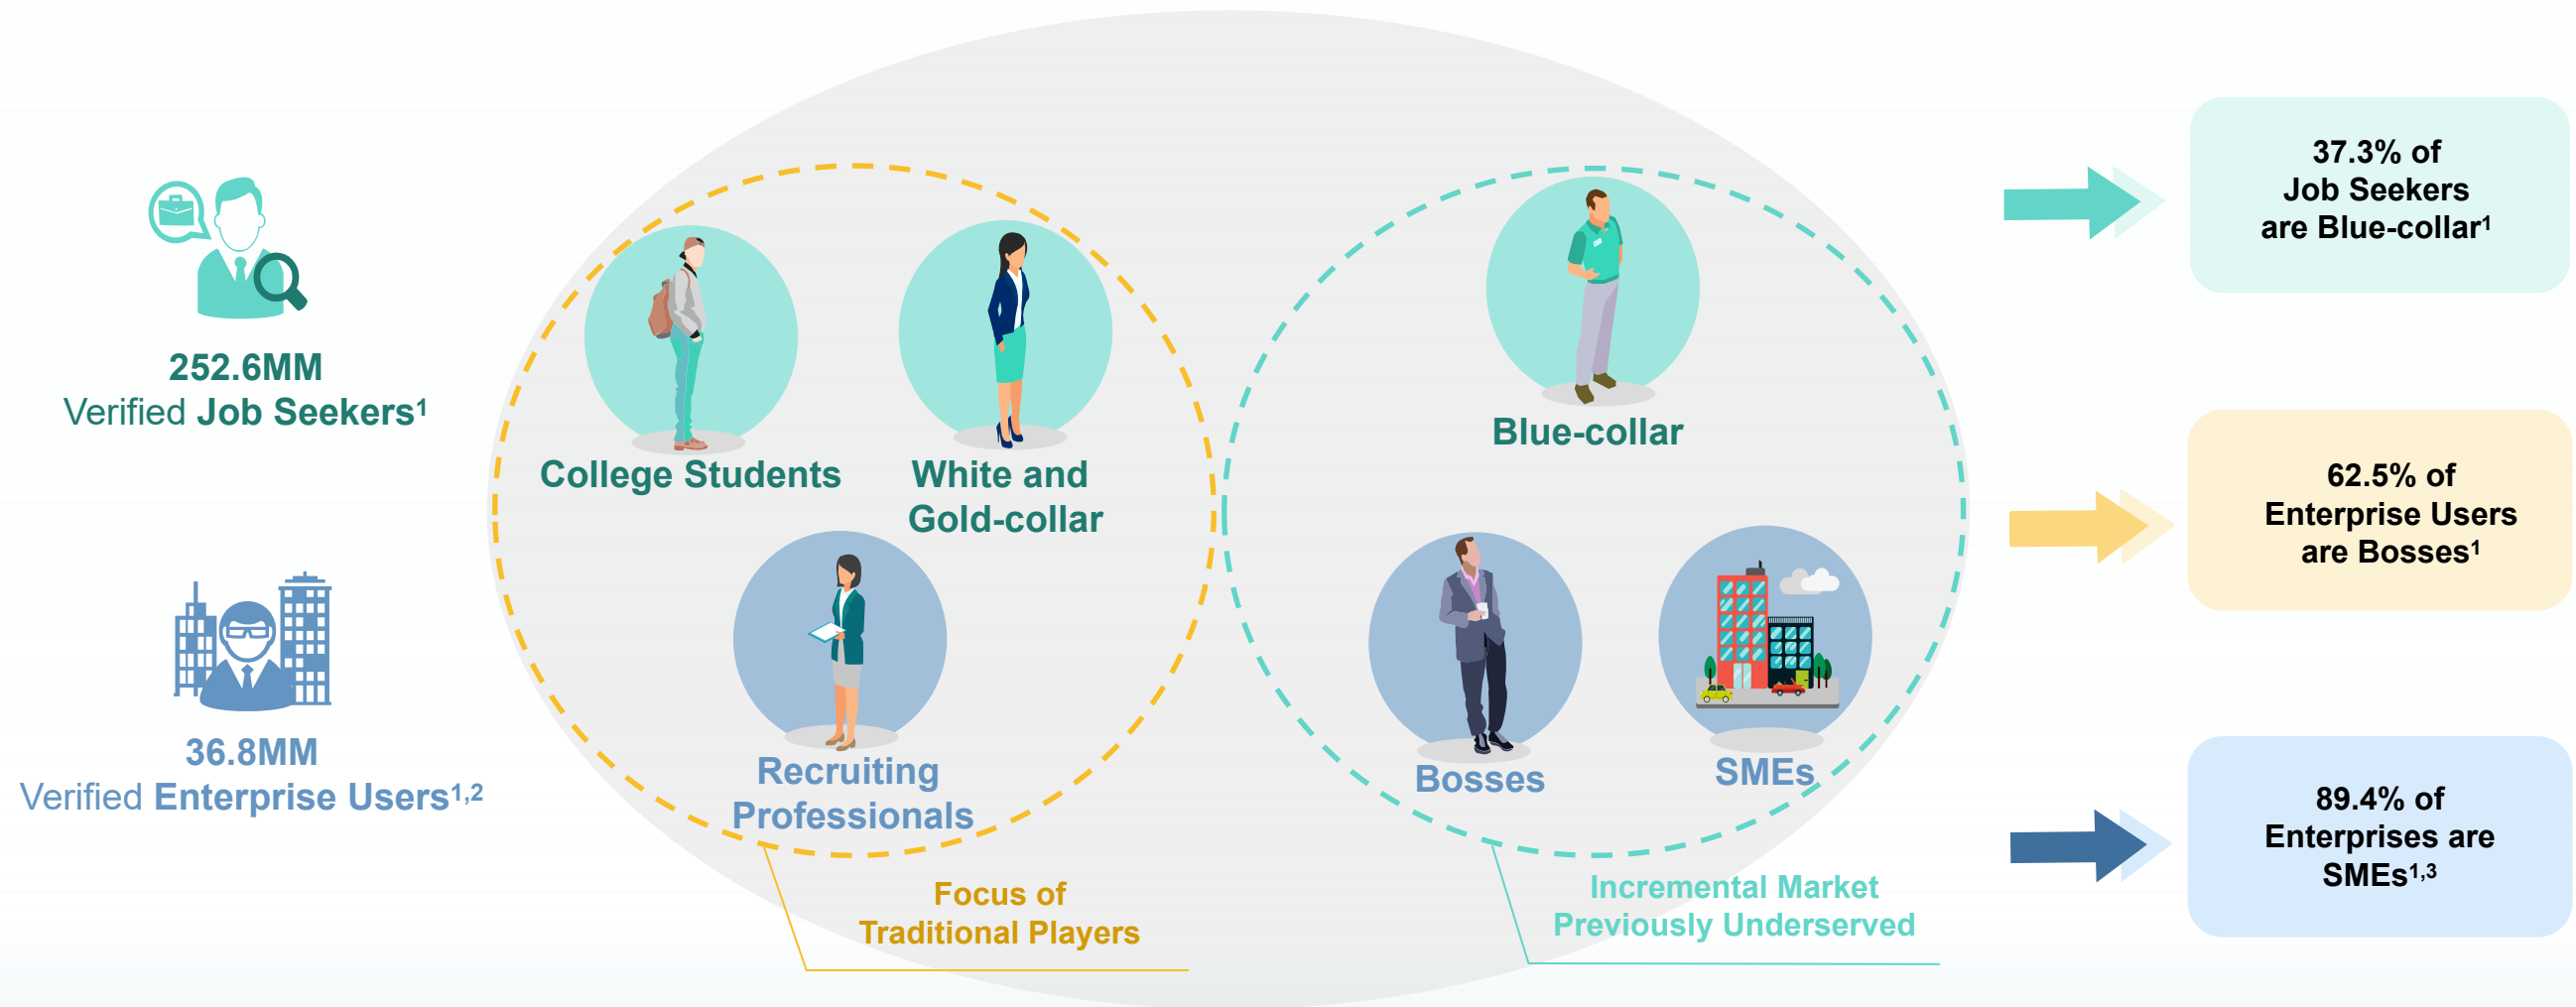 252.6MM
Verified Job Seekers¹
36.8MM
Verified Enterprise Users¹,²
College Students
White and
Gold-collar
Recruiting
Professionals
Focus of
Traditional Players
Blue-collar
Bosses
SMEs
Incremental Market
Previously Underserved
37.3% of
Job Seekers
are Blue-collar¹
62.5% of
Enterprise Users
are Bosses¹
89.4% of
Enterprises are
SMEs¹,³